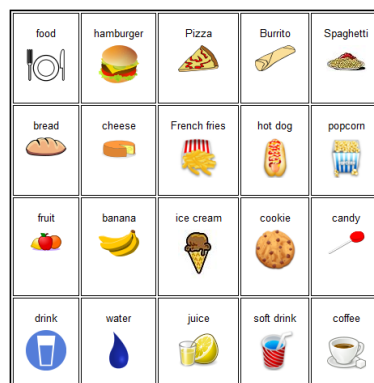 food hamburger Pizza Burrito Spaghetti
bread cheese French fries hot dog popcorn
fruit banana ice cream cookie candy
drink water juice soft drink coffee